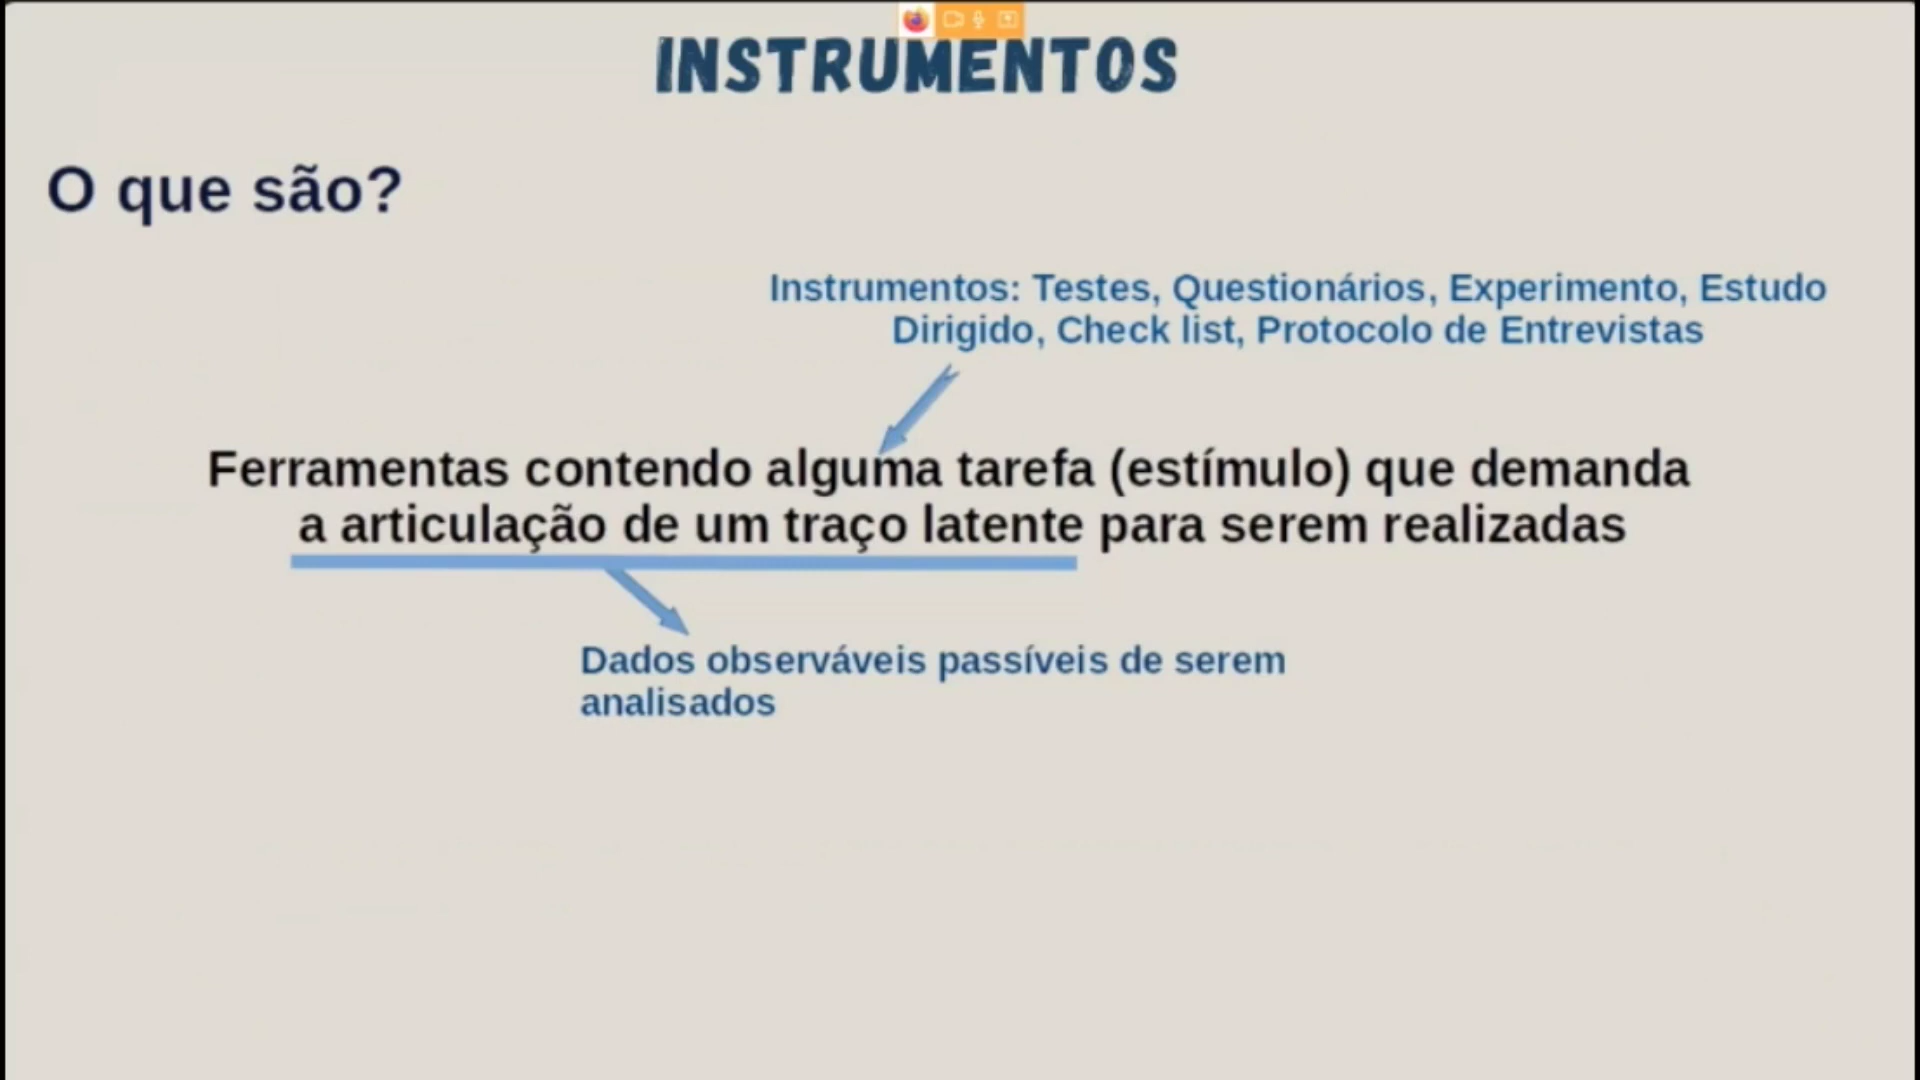 INSTRUMENTOS
O que são?
Instrumentos: Testes, Questionários, Experimento, Estudo
Dirigido, Check list, Protocolo de Entrevistas
Ferramentas contendo alguma tarefa (estímulo) que demanda
a articulação de um traço latente para serem realizadas
Dados observáveis passíveis de serem
analisados